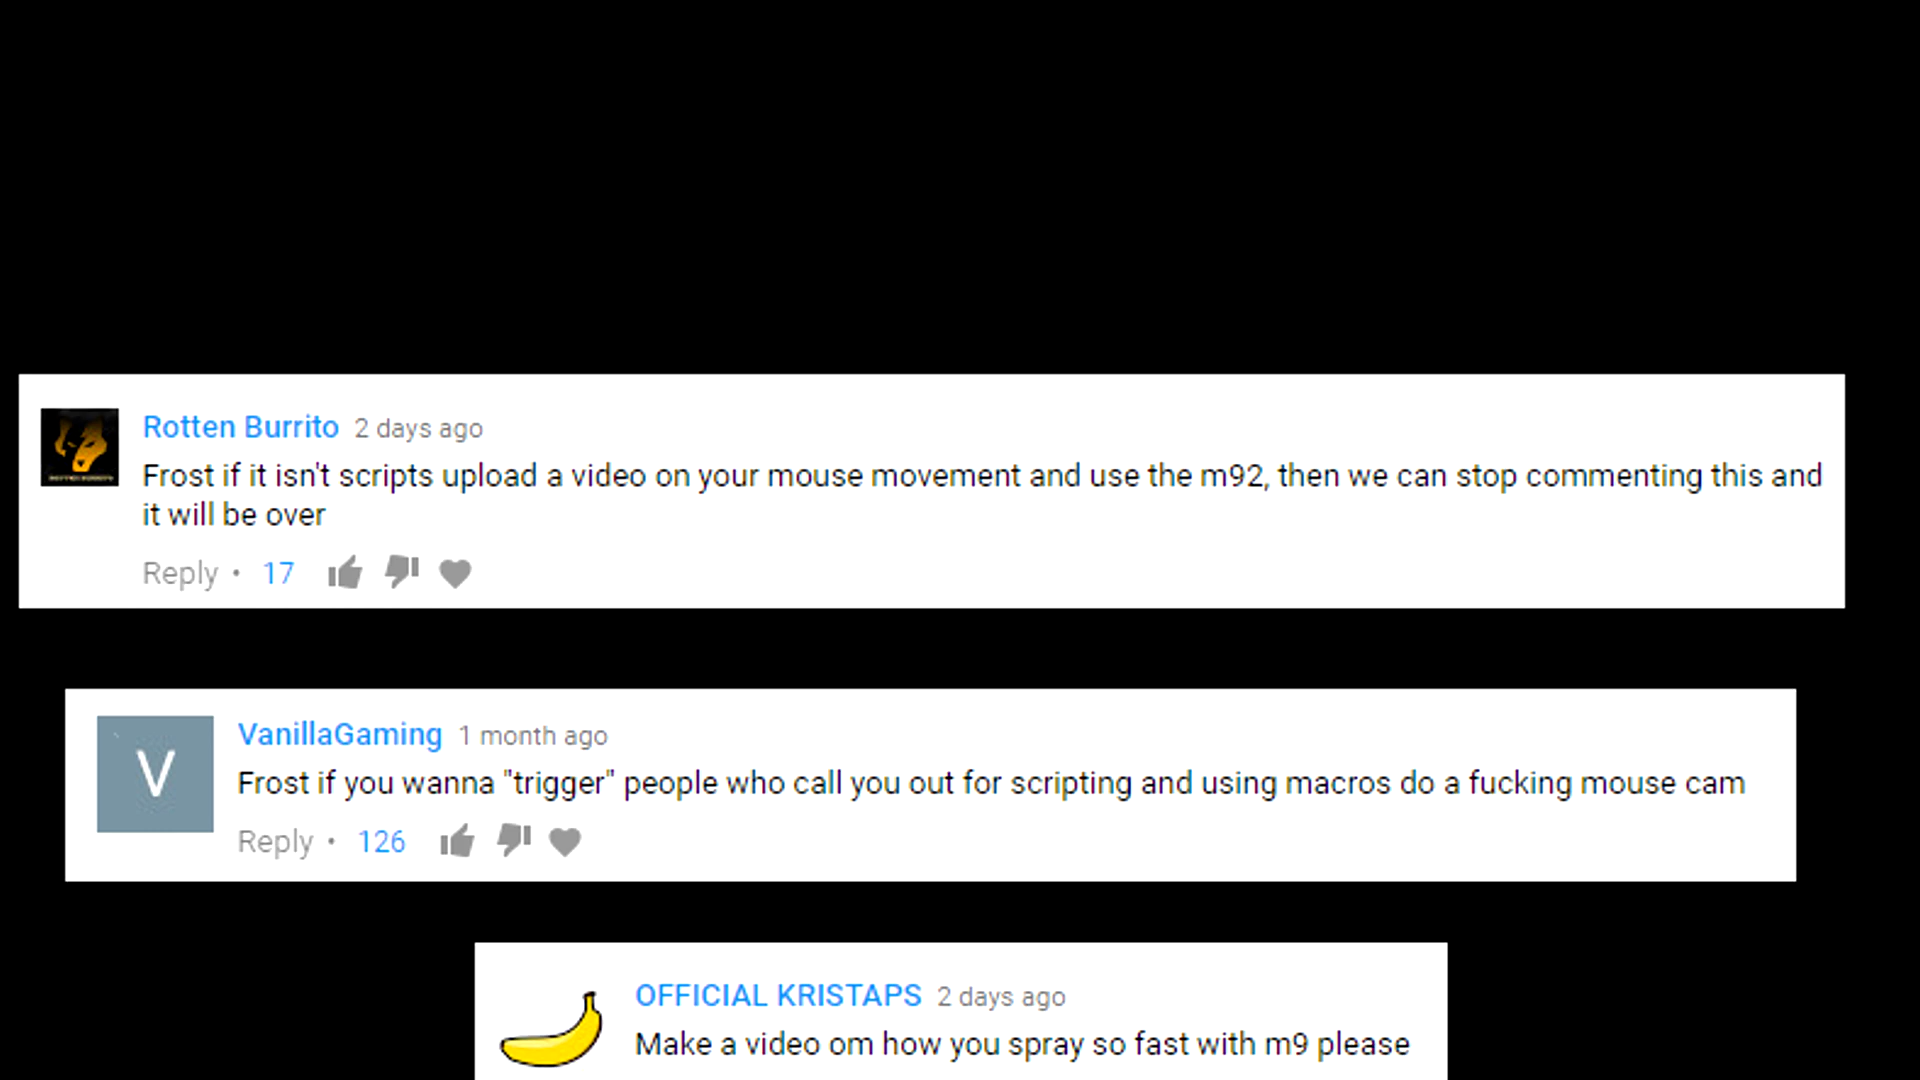 Rotten Burrito 2 days ago
Frost if it isn't scripts upload a video on your mouse movement and use the m92, then we can stop commenting this and
it will be over
Reply • 17
V
VanillaGaming 1 month ago
Frost if you wanna "trigger" people who call you out for scripting and using macros do a fucking mouse cam
Reply • 126
OFFICIAL KRISTAPS 2 days ago
Make a video om how you spray so fast with m9 please